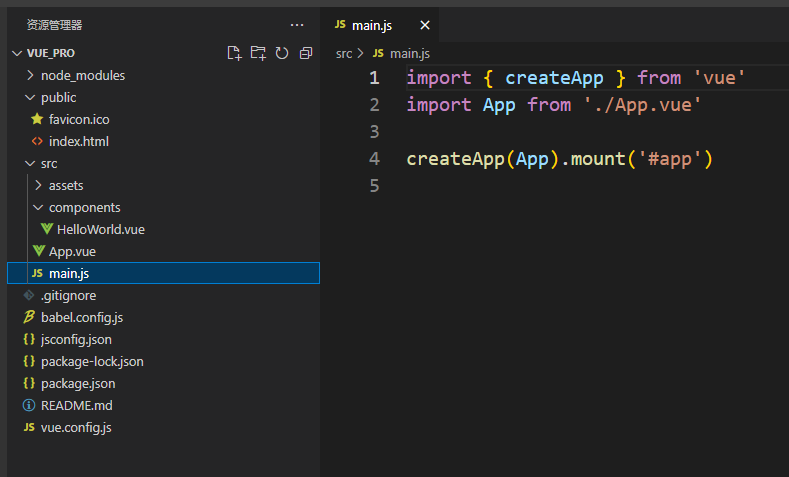 资源管理器
···
VUE_PRO
node_modules
public
favicon.ico
index.html
src
assets
components
HelloWorld.vue
App.vue
JS main.js
.gitignore
babel.config.js
{} jsconfig.json
{} package-lock.json
{} package.json
README.md
JS vue.config.js
JS main.js ×
src > JS main.js
1 import { createApp } from 'vue'
2 import App from './App.vue'
3
4 createApp(App).mount('#app')
5